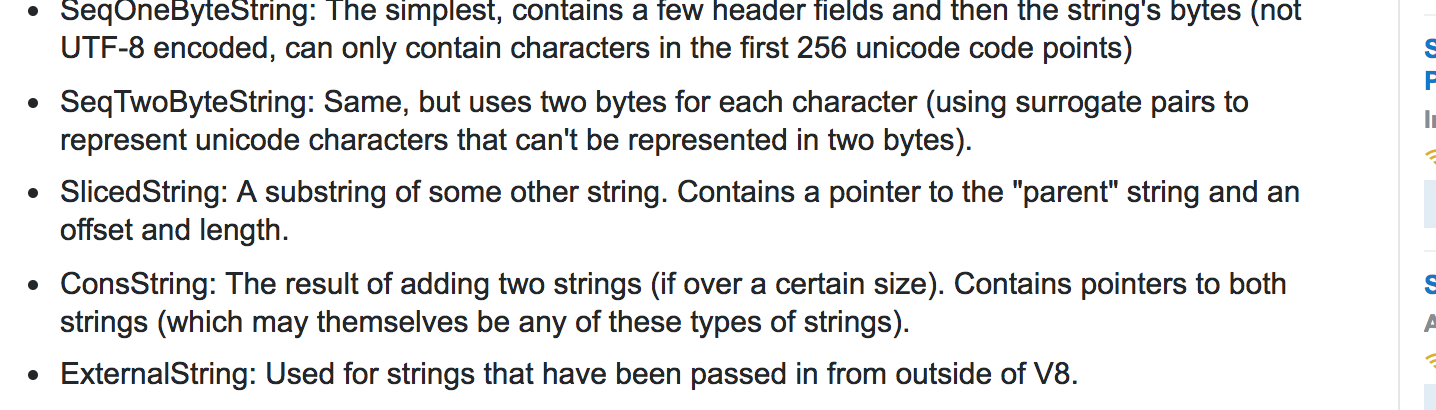 • SeqOneByteString: The simplest, contains a few header fields and then the string's bytes (not
UTF-8 encoded, can only contain characters in the first 256 unicode code points)
• SeqTwoByteString: Same, but uses two bytes for each character (using surrogate pairs to
represent unicode characters that can't be represented in two bytes).
• SlicedString: A substring of some other string. Contains a pointer to the "parent" string and an
offset and length.
• ConsString: The result of adding two strings (if over a certain size). Contains pointers to both
strings (which may themselves be any of these types of strings).
• ExternalString: Used for strings that have been passed in from outside of V8.